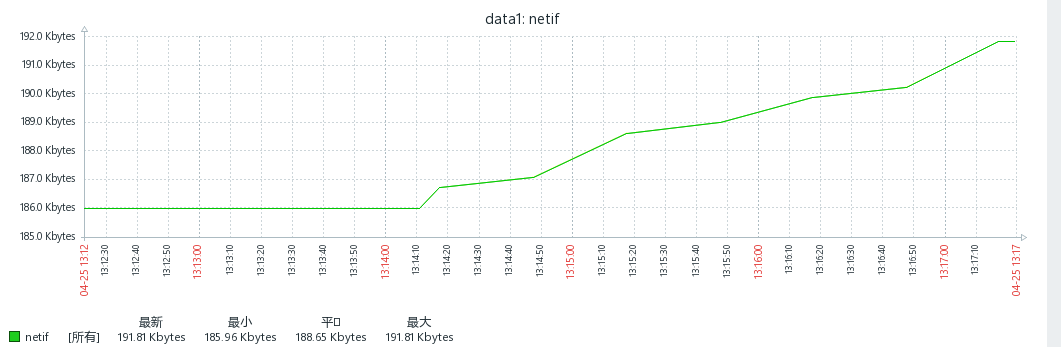 data1: netif
192.0 Kbytes
191.0 Kbytes
190.0 Kbytes
189.0 Kbytes
188.0 Kbytes
187.0 Kbytes
186.0 Kbytes
185.0 Kbytes
04-25 13:12
13:12:30
13:12:40
13:12:50
13:13:00
13:13:10
13:13:20
13:13:30
13:13:40
13:13:50
13:14:00
13:14:10
13:14:20
13:14:30
13:14:40
13:14:50
13:15:00
13:15:10
13:15:20
13:15:30
13:15:40
13:15:50
13:16:00
13:16:10
13:16:20
13:16:30
13:16:40
13:16:50
13:17:00
13:17:10
04-25 13:17
最新 最小 平 最大
netif [所有] 191.81 Kbytes 185.96 Kbytes 188.65 Kbytes 191.81 Kbytes